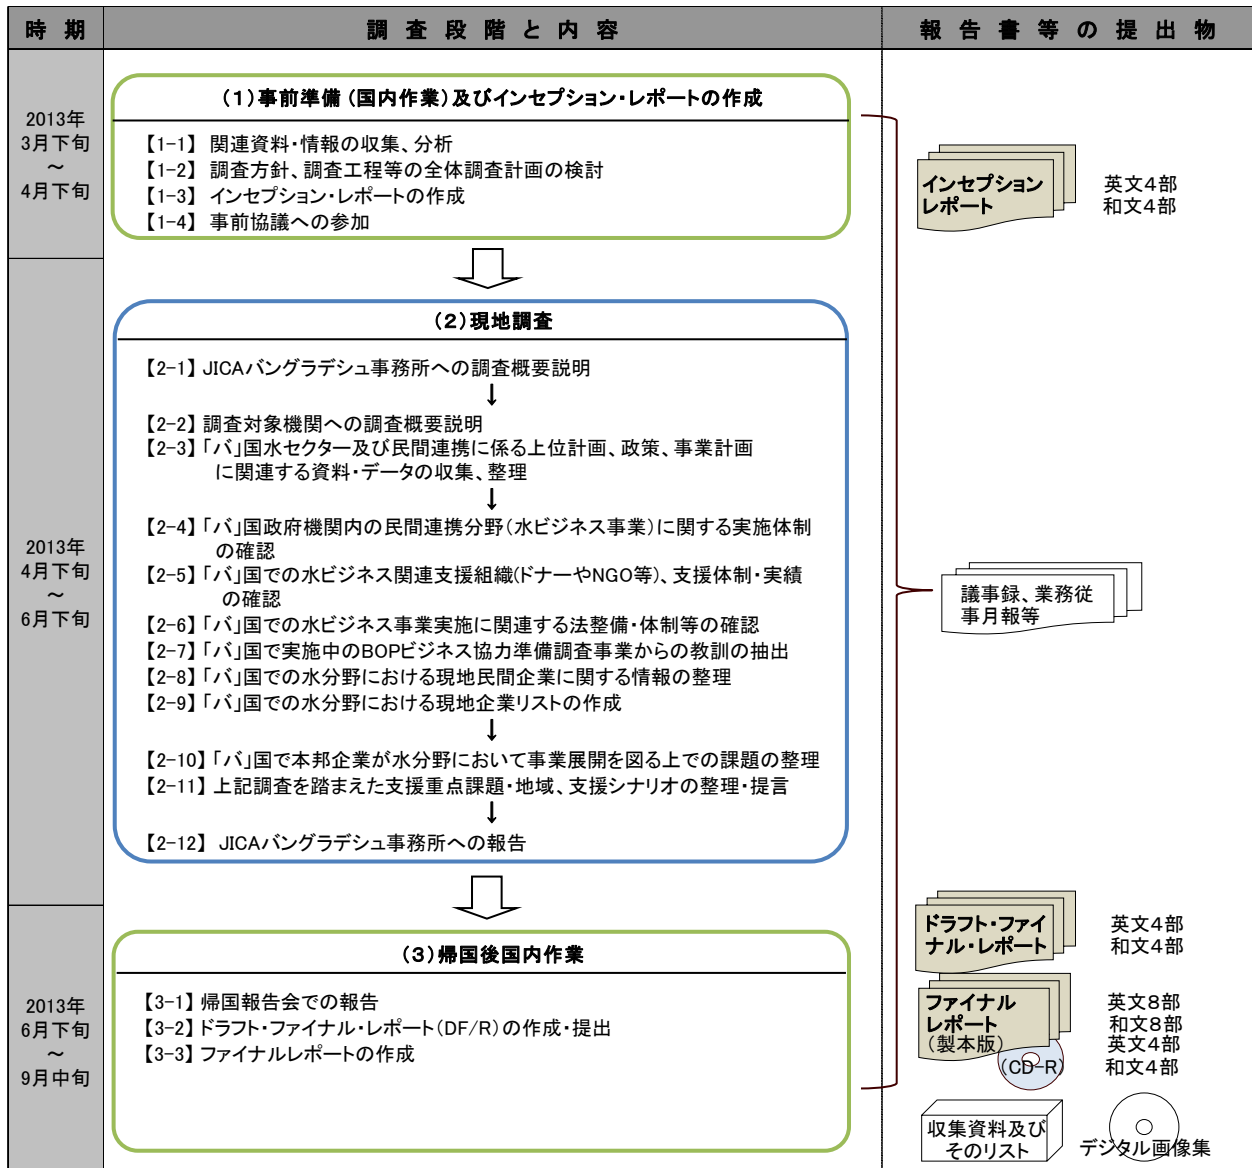 時 期
調 査 段 階 と 内 容
報 告 書 等 の 提 出 物
2013年
3月下旬
～
4月下旬
(1)事前準備(国内作業)及びインセプション・レポートの作成
【1-1】 関連資料・情報の収集、分析
【1-2】 調査方針、調査工程等の全体調査計画の検討
【1-3】 インセプション・レポートの作成
【1-4】 事前協議への参加
インセプション
レポート
英文4部
和文4部
2013年
4月下旬
～
6月下旬
(2)現地調査
【2-1】 JICAバングラデシュ事務所への調査概要説明
↓
【2-2】 調査対象機関への調査概要説明
【2-3】 「バ」国水セクター及び民間連携に係る上位計画、政策、事業計画
に関連する資料・データの収集、整理
↓
【2-4】 「バ」国政府機関内の民間連携分野(水ビジネス事業)に関する実施体制
の確認
【2-5】 「バ」国での水ビジネス関連支援組織(ドナーやNGO等)、支援体制・実績
の確認
【2-6】 「バ」国での水ビジネス事業実施に関連する法整備・体制等の確認
【2-7】 「バ」国で実施中のBOPビジネス協力準備調査事業からの教訓の抽出
【2-8】 「バ」国での水分野における現地民間企業に関する情報の整理
【2-9】 「バ」国での水分野における現地企業リストの作成
↓
【2-10】 「バ」国で本邦企業が水分野において事業展開を図る上での課題の整理
【2-11】 上記調査を踏まえた支援重点課題・地域、支援シナリオの整理・提言
↓
【2-12】 JICAバングラデシュ事務所への報告
議事録、業務従
事月報等
2013年
6月下旬
～
9月中旬
(3)帰国後国内作業
【3-1】 帰国報告会での報告
【3-2】 ドラフト・ファイナル・レポート(DF/R)の作成・提出
【3-3】 ファイナルレポートの作成
ドラフト・ファイ
ナル・レポート
英文4部
和文4部
ファイナル
レポート
(製本版)
(CD-R)
英文8部
和文8部
英文4部
和文4部
収集資料及び
そのリスト
デジタル画像集